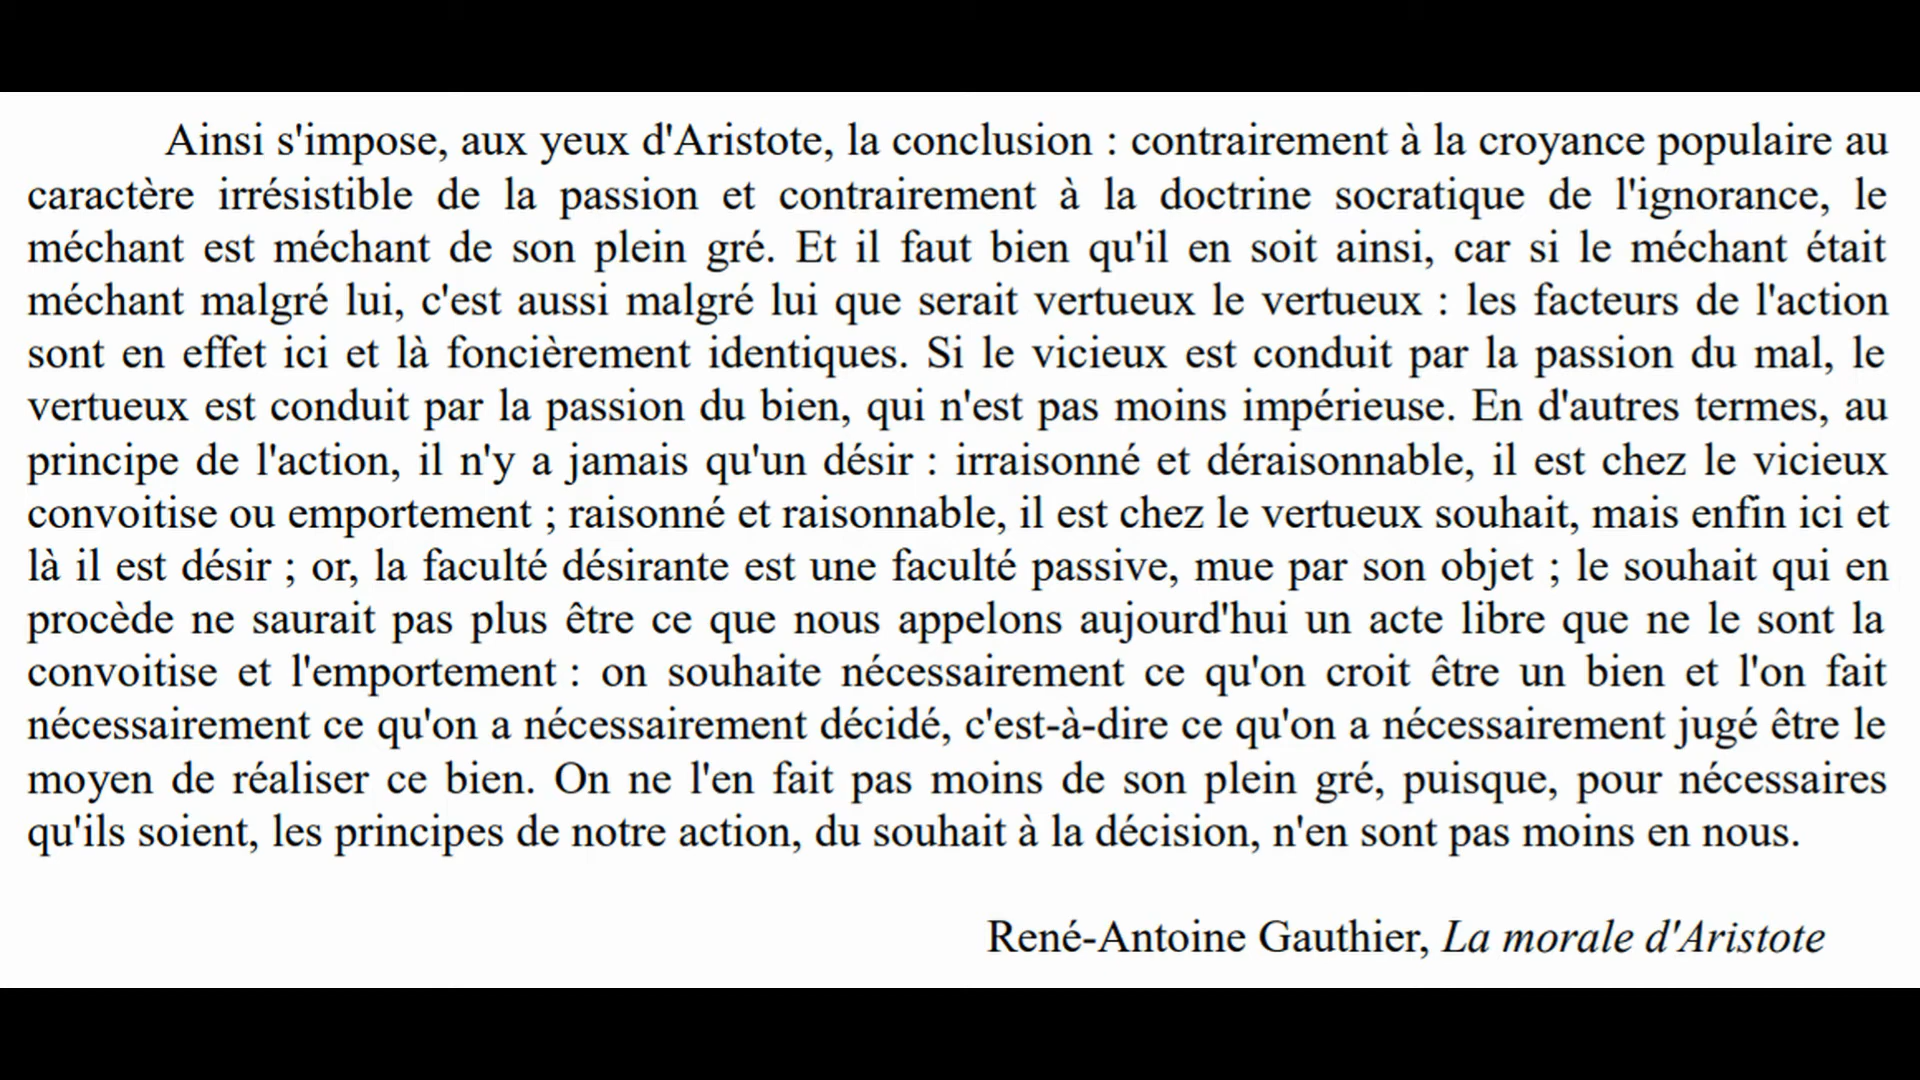 Ainsi s'impose, aux yeux d'Aristote, la conclusion : contrairement à la croyance populaire au
caractère irrésistible de la passion et contrairement à la doctrine socratique de l'ignorance, le
méchant est méchant de son plein gré. Et il faut bien qu'il en soit ainsi, car si le méchant était
méchant malgré lui, c'est aussi malgré lui que serait vertueux le vertueux : les facteurs de l'action
sont en effet ici et là foncièrement identiques. Si le vicieux est conduit par la passion du mal, le
vertueux est conduit par la passion du bien, qui n'est pas moins impérieuse. En d'autres termes, au
principe de l'action, il n'y a jamais qu'un désir : irraisonné et déraisonnable, il est chez le vicieux
convoitise ou emportement ; raisonné et raisonnable, il est chez le vertueux souhait, mais enfin ici et
là il est désir ; or, la faculté désirante est une faculté passive, mue par son objet ; le souhait qui en
procède ne saurait pas plus être ce que nous appelons aujourd'hui un acte libre que ne le sont la
convoitise et l'emportement : on souhaite nécessairement ce qu'on croit être un bien et l'on fait
nécessairement ce qu'on a nécessairement décidé, c'est-à-dire ce qu'on a nécessairement jugé être le
moyen de réaliser ce bien. On ne l'en fait pas moins de son plein gré, puisque, pour nécessaires
qu'ils soient, les principes de notre action, du souhait à la décision, n'en sont pas moins en nous.
René-Antoine Gauthier, La morale d'Aristote